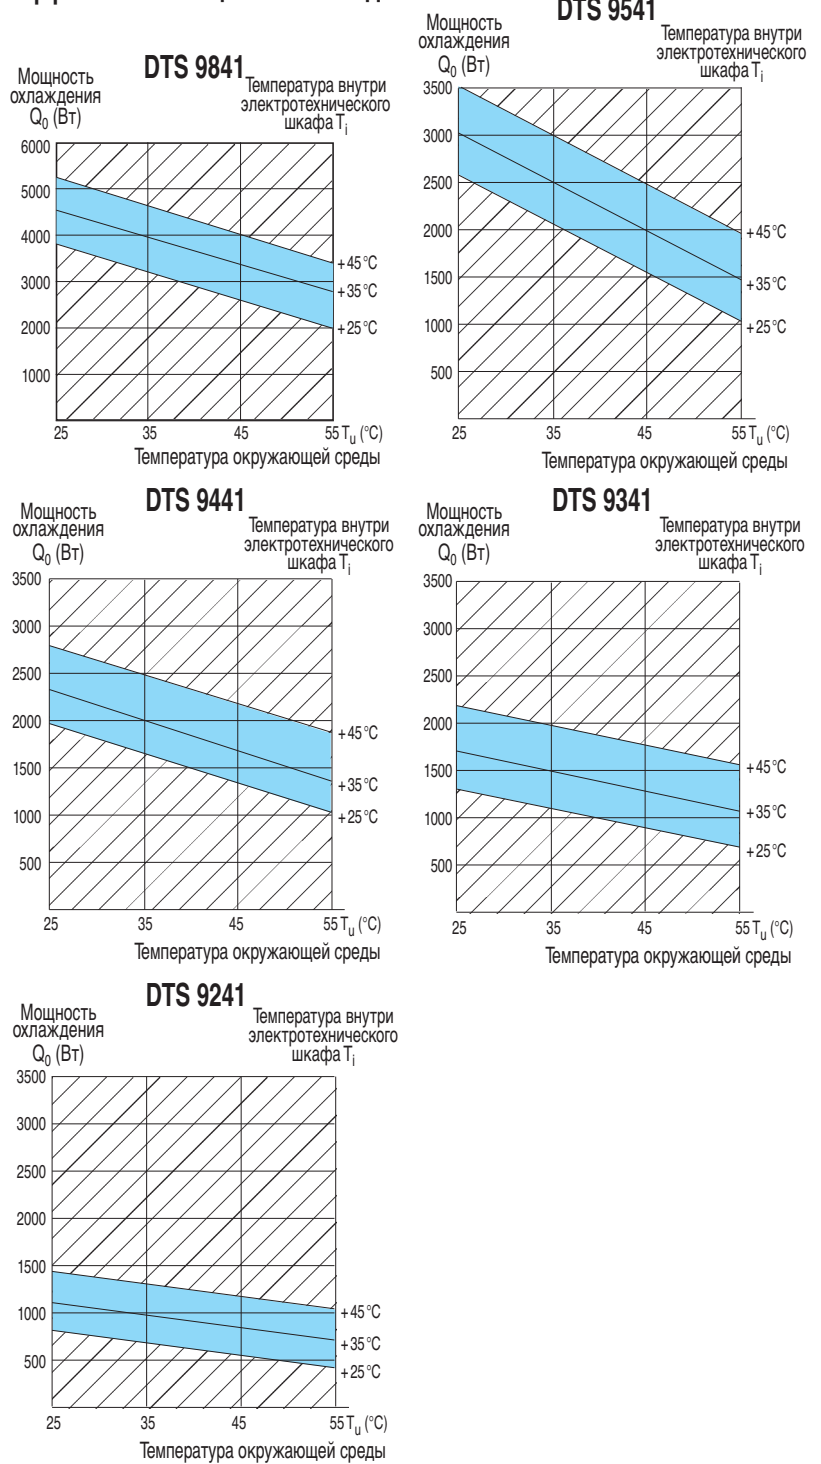 DTS 9841
Мощность
охлаждения
Q0 (Вт)
Температура внутри
электротехнического
шкафа Ti
6000
5000
4000
3000
2000
1000
+45°C
+35°C
+25°C
25 35 45 55 Tu (°C)
Температура окружающей среды
DTS 9541
Мощность
охлаждения
Q0 (Вт)
Температура внутри
электротехнического
шкафа Ti
3500
3000
2500
2000
1500
1000
500
+45°C
+35°C
+25°C
25 35 45 55 Tu (°C)
Температура окружающей среды
DTS 9441
Мощность
охлаждения
Q0 (Вт)
Температура внутри
электротехнического
шкафа Ti
3500
3000
2500
2000
1500
1000
500
+45°C
+35°C
+25°C
25 35 45 55 Tu (°C)
Температура окружающей среды
DTS 9341
Мощность
охлаждения
Q0 (Вт)
Температура внутри
электротехнического
шкафа Ti
3500
3000
2500
2000
1500
1000
500
+45°C
+35°C
+25°C
25 35 45 55 Tu (°C)
Температура окружающей среды
DTS 9241
Мощность
охлаждения
Q0 (Вт)
Температура внутри
электротехнического
шкафа Ti
3500
3000
2500
2000
1500
1000
500
+45°C
+35°C
+25°C
25 35 45 55 Tu (°C)
Температура окружающей среды